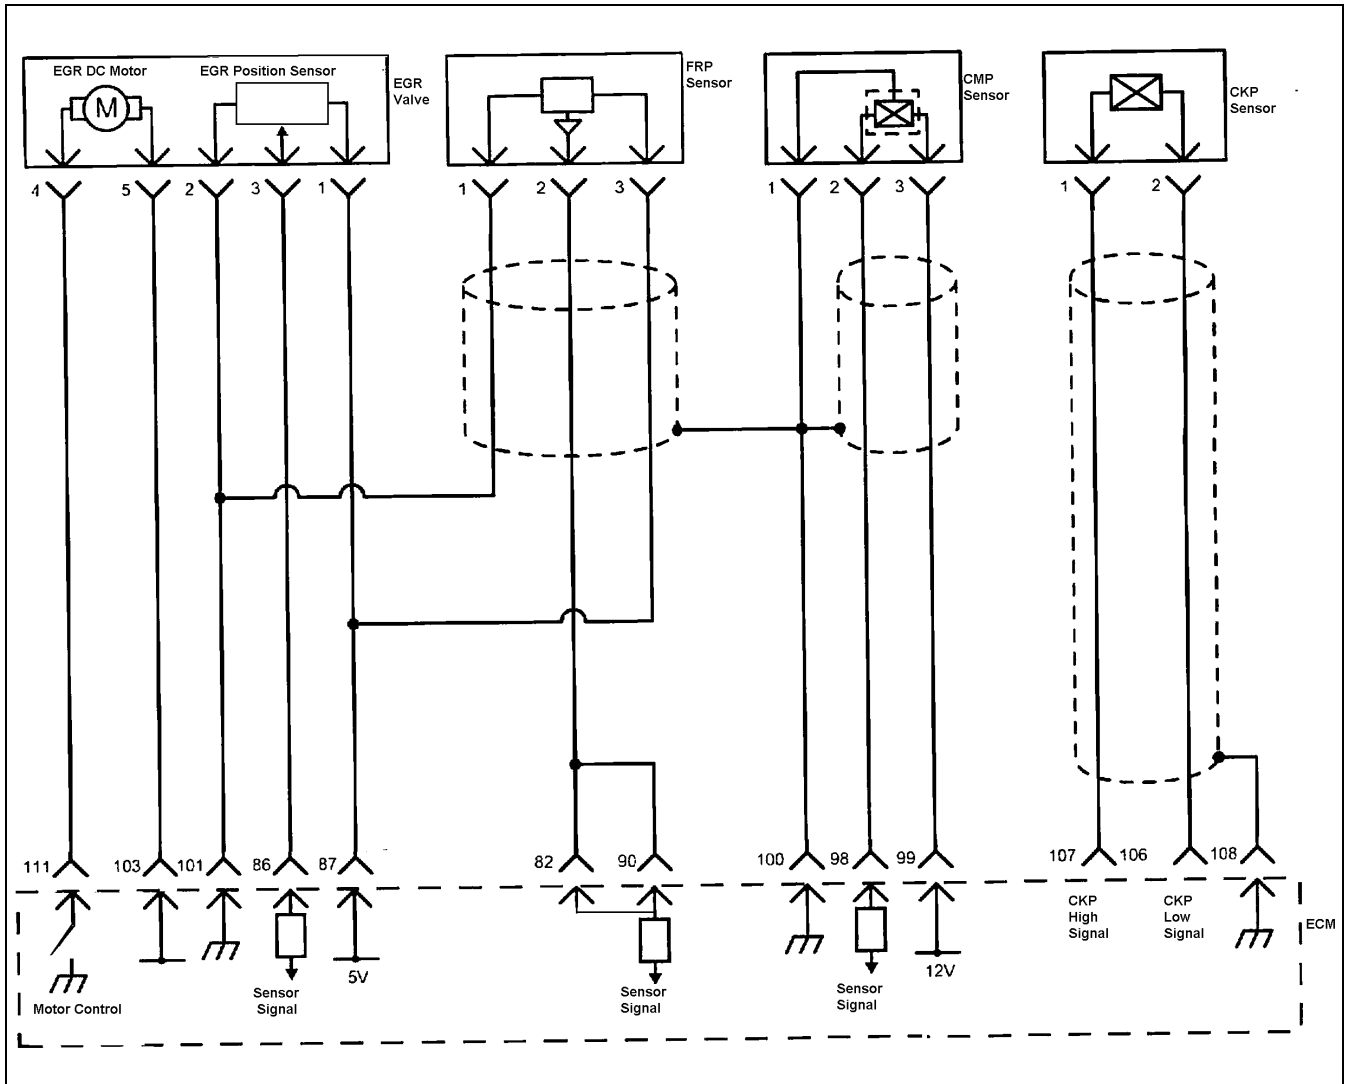 EGR DC Motor
EGR Position Sensor
M
EGR
Valve
FRP
Sensor
CMP
Sensor
CKP
Sensor
4 5 2 3 1
1 2 3
1 2 3
1 2
111 103 101 86 87
82 90
100 98 99
107 106 108
Motor Control
Sensor
Signal
5V
Sensor
Signal
Sensor
Signal
12V
CKP
High
Signal
CKP
Low
Signal
ECM